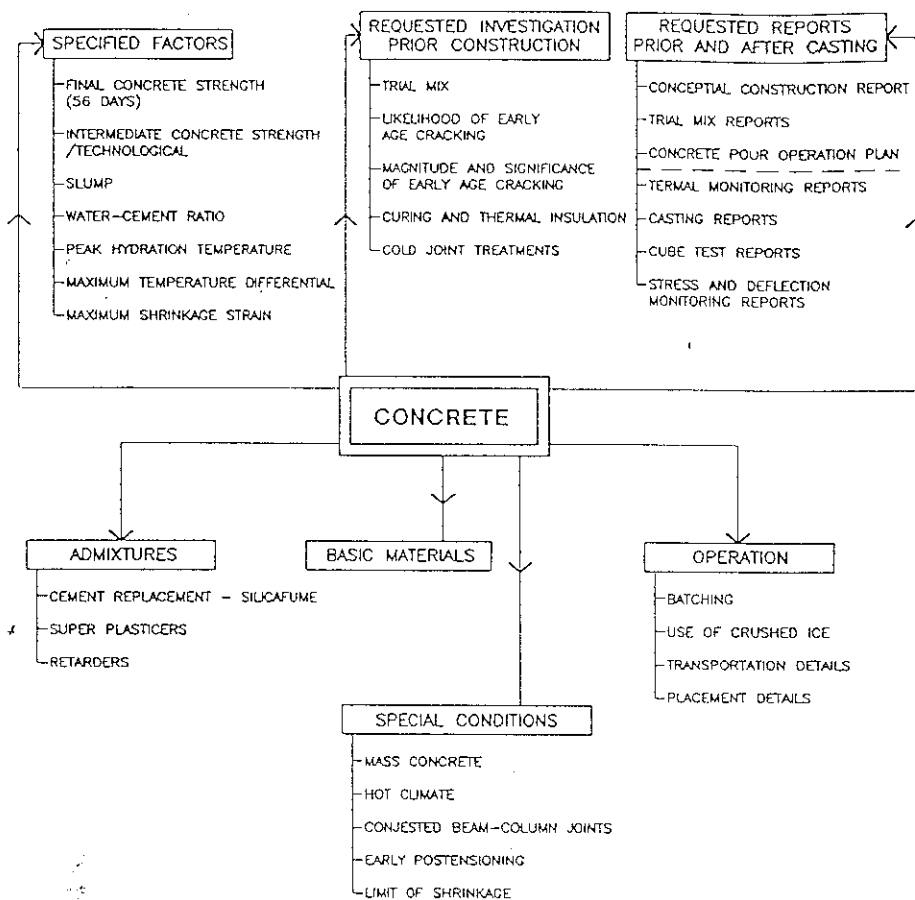 SPECIFIED FACTORS
FINAL CONCRETE STRENGTH
(56 DAYS)
INTERMEDIATE CONCRETE STRENGTH
/TECHNOLOGICAL
SLUMP
WATER-CEMENT RATIO
PEAK HYDRATION TEMPERATURE
MAXIMUM TEMPERATURE DIFFERENTIAL
MAXIMUM SHRINKAGE STRAIN
REQUESTED INVESTIGATION
PRIOR CONSTRUCTION
TRIAL MIX
LIKELIHOOD OF EARLY
AGE CRACKING
MAGNITUDE AND SIGNIFICANCE
OF EARLY AGE CRACKING
CURING AND THERMAL INSULATION
COLD JOINT TREATMENTS
REQUESTED REPORTS
PRIOR AND AFTER CASTING
CONCEPTIAL CONSTRUCTION REPORT
TRIAL MIX REPORTS
CONCRETE POUR OPERATION PLAN
TERMAL MONITORING REPORTS
CASTING REPORTS
CUBE TEST REPORTS
STRESS AND DEFLECTION
MONITORING REPORTS
CONCRETE
ADMIXTURES
CEMENT REPLACEMENT - SILICAFUME
SUPER PLASTICERS
RETARDERS
BASIC MATERIALS
OPERATION
BATCHING
USE OF CRUSHED ICE
TRANSPORTATION DETAILS
PLACEMENT DETAILS
SPECIAL CONDITIONS
MASS CONCRETE
HOT CLIMATE
CONJESTED BEAM-COLUMN JOINTS
EARLY POSTENSIONING
LIMIT OF SHRINKAGE